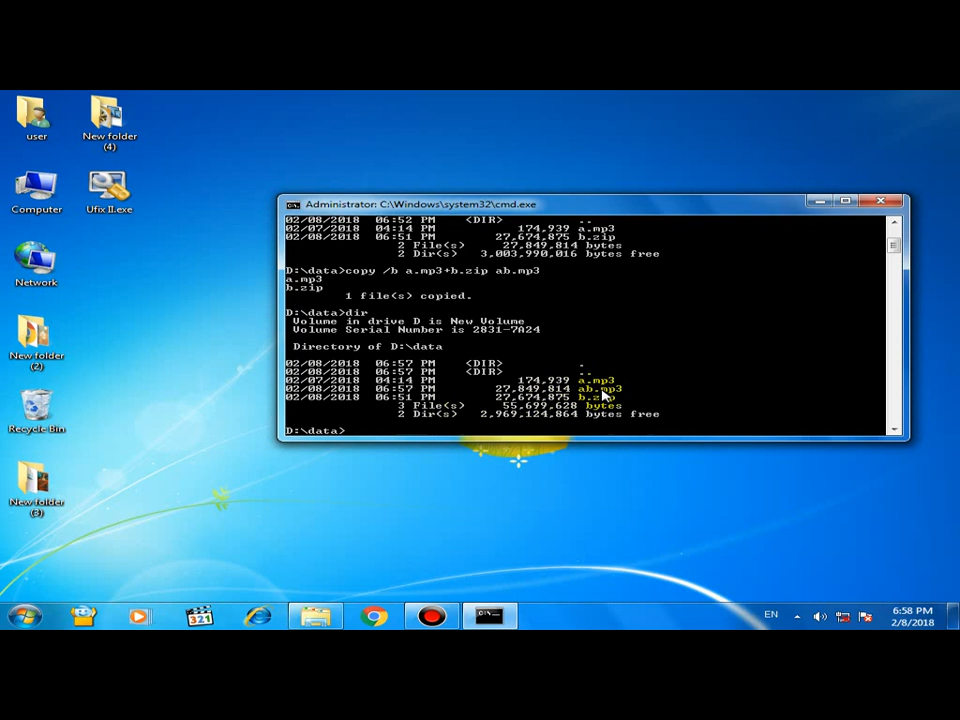 user
New folder
(4)
Computer
Ufix II.exe
Network
New folder
(2)
Recycle Bin
New folder
(3)
Administrator: C:\Windows\system32\cmd.exe
02/08/2018 06:52 PM <DIR> ..
02/07/2018 04:14 PM 174,939 a.mp3
02/08/2018 06:51 PM 27,674,875 b.zip
2 File(s) 27,849,814 bytes
2 Dir(s) 3,003,990,016 bytes free
D:\data>copy /b a.mp3+b.zip ab.mp3
a.mp3
b.zip
1 file(s) copied.
D:\data>dir
Volume in drive D is New Volume
Volume Serial Number is 2831-7A24
Directory of D:\data
02/08/2018 06:57 PM <DIR> .
02/08/2018 06:57 PM <DIR> ..
02/07/2018 04:14 PM 174,939 a.mp3
02/08/2018 06:57 PM 27,849,814 ab.mp3
02/08/2018 06:51 PM 27,674,875 b.zip
3 File(s) 55,699,628 bytes
2 Dir(s) 2,969,124,864 bytes free
D:\data>
321
EN
6:58 PM
2/8/2018